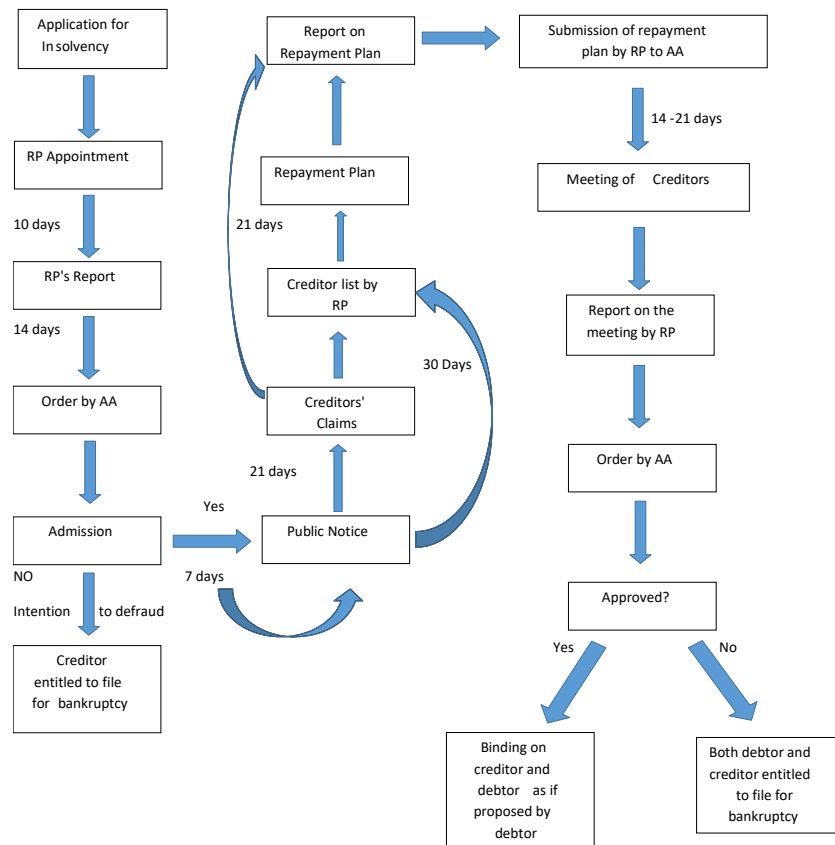 Application for
In solvency
RP Appointment
10 days
RP's Report
14 days
Order by AA
Admission
NO
Intention to defraud
Creditor
entitled to file
for bankruptcy
Yes
7 days
Public Notice
21 days
Creditors'
Claims
30 Days
Creditor list by
RP
21 days
Repayment Plan
Report on
Repayment Plan
Submission of repayment
plan by RP to AA
14 -21 days
Meeting of Creditors
Report on the
meeting by RP
Order by AA
Approved?
Yes
No
Binding on
creditor and
debtor as if
proposed by
debtor
Both debtor and
creditor entitled
to file for
bankruptcy